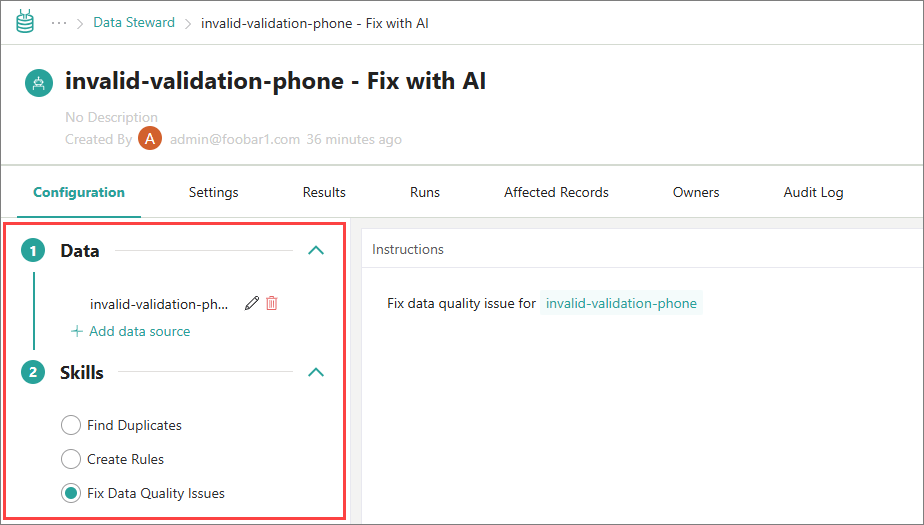 ··· Data Steward invalid-validation-phone - Fix with AI
invalid-validation-phone - Fix with AI
No Description
Created By A admin@foobar1.com 36 minutes ago
Configuration Settings Results Runs Affected Records Owners Audit Log
1 Data
invalid-validation-ph...
+ Add data source
2 Skills
Find Duplicates
Create Rules
Fix Data Quality Issues
Instructions
Fix data quality issue for invalid-validation-phone